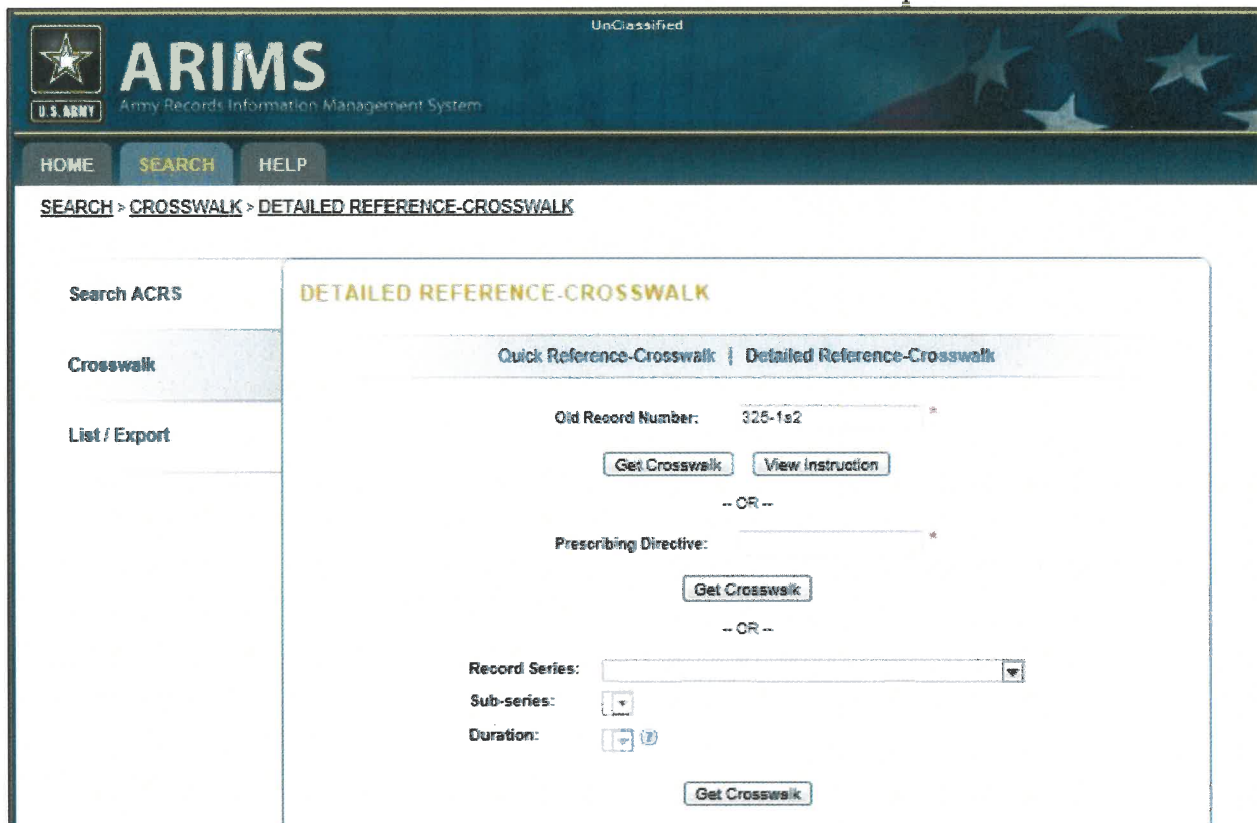 UnClassified
ARIMS
Army Records Information Management System
U.S. ARMY
HOME SEARCH HELP
SEARCH > CROSSWALK > DETAILED REFERENCE-CROSSWALK
Search ACRS
Crosswalk
List / Export
DETAILED REFERENCE-CROSSWALK
Quick Reference-Crosswalk | Detailed Reference-Crosswalk
Old Record Number: 325-1s2 *
Get Crosswalk View Instruction
-- OR --
Prescribing Directive: *
Get Crosswalk
-- OR --
Record Series:
Sub-series:
Duration: (?)
Get Crosswalk